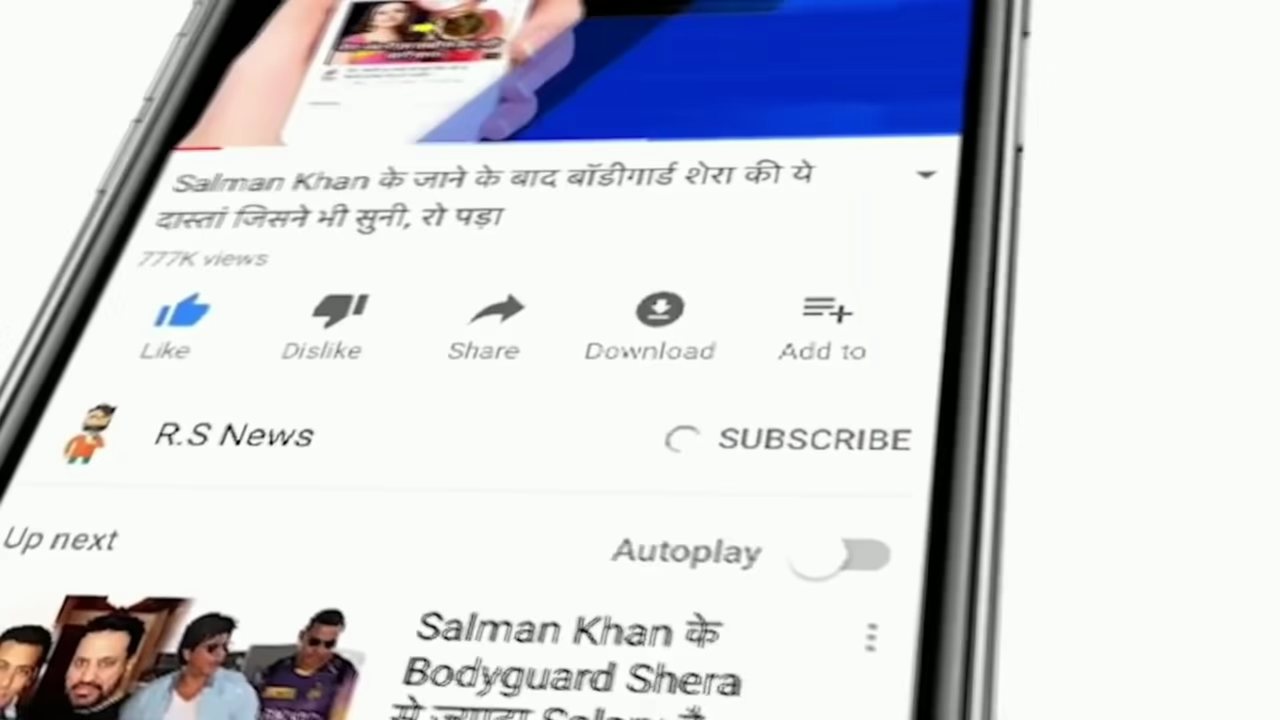 Salman Khan के जाने के बाद बॉडीगार्ड शेरा की ये
दास्तां जिसने भी सुनी, रो पड़ा
777K views
Like Dislike Share Download Add to
R.S News SUBSCRIBE
Up next Autoplay
Salman Khan के
Bodyguard Shera
से ज्यादा Salary है